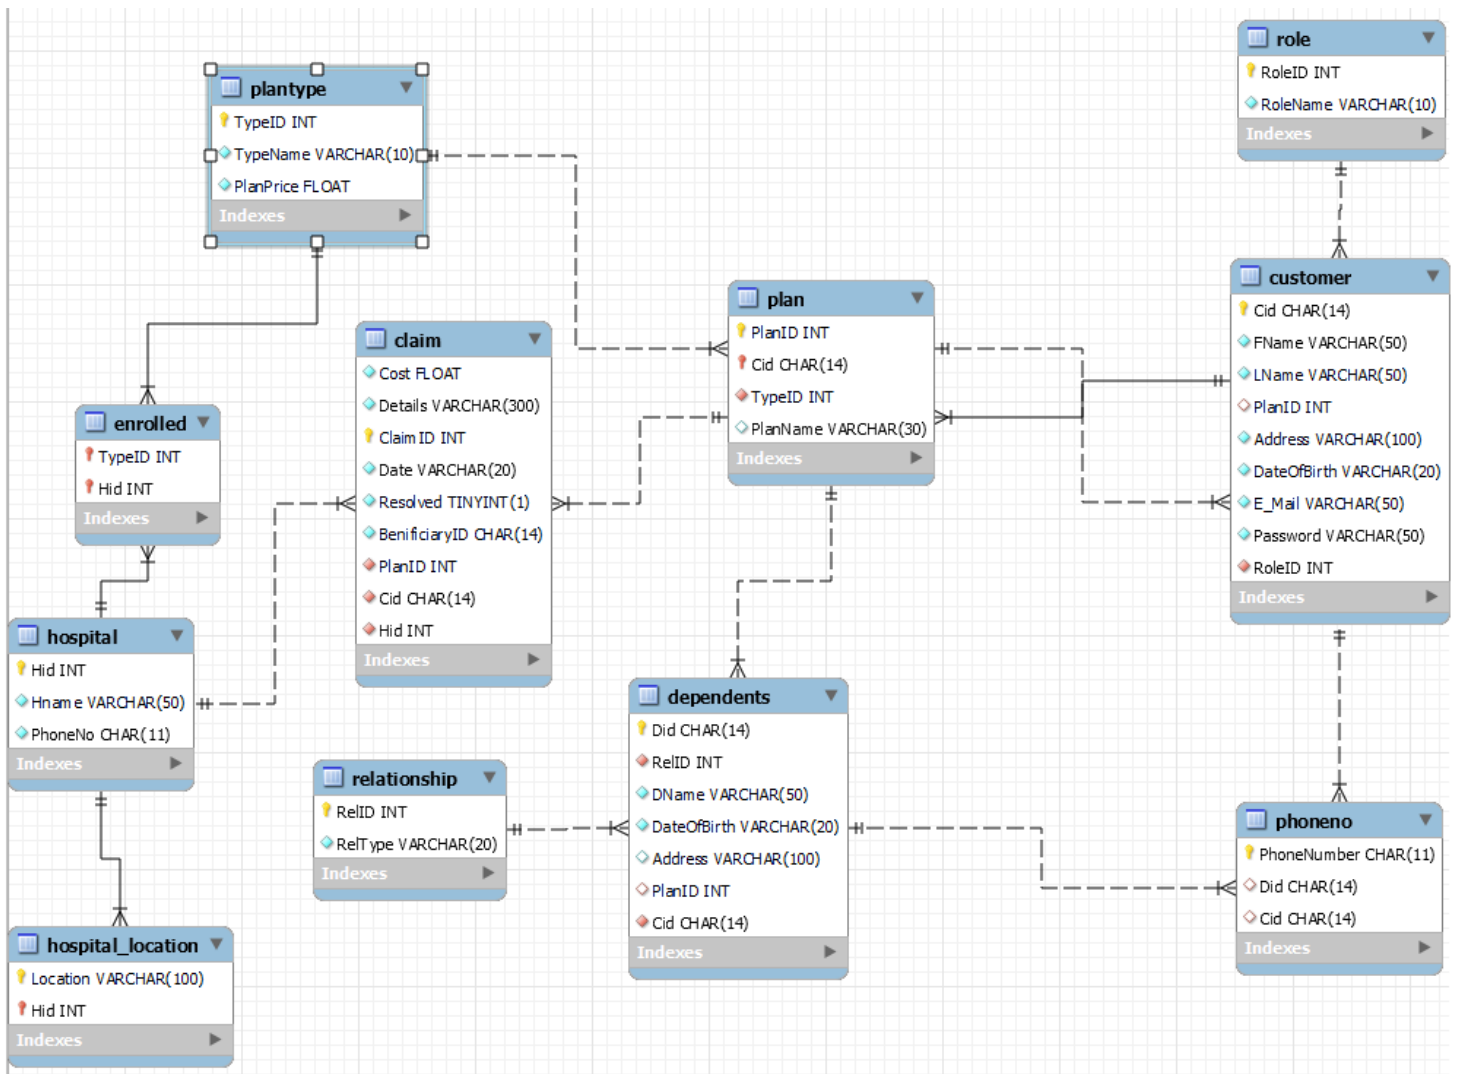 plantype
TypeID INT
TypeName VARCHAR(10)
PlanPrice FLOAT
Indexes
role
RoleID INT
RoleName VARCHAR(10)
Indexes
plan
PlanID INT
Cid CHAR(14)
TypeID INT
PlanName VARCHAR(30)
Indexes
customer
Cid CHAR(14)
FName VARCHAR(50)
LName VARCHAR(50)
PlanID INT
Address VARCHAR(100)
DateOfBirth VARCHAR(20)
E_Mail VARCHAR(50)
Password VARCHAR(50)
RoleID INT
Indexes
claim
Cost FLOAT
Details VARCHAR(300)
ClaimID INT
Date VARCHAR(20)
Resolved TINYINT(1)
BenificiaryID CHAR(14)
PlanID INT
Cid CHAR(14)
Hid INT
Indexes
enrolled
TypeID INT
Hid INT
Indexes
hospital
Hid INT
Hname VARCHAR(50)
PhoneNo CHAR(11)
Indexes
relationship
RelID INT
RelType VARCHAR(20)
Indexes
dependents
Did CHAR(14)
RelID INT
DName VARCHAR(50)
DateOfBirth VARCHAR(20)
Address VARCHAR(100)
PlanID INT
Cid CHAR(14)
Indexes
phoneno
PhoneNumber CHAR(11)
Did CHAR(14)
Cid CHAR(14)
Indexes
hospital_location
Location VARCHAR(100)
Hid INT
Indexes